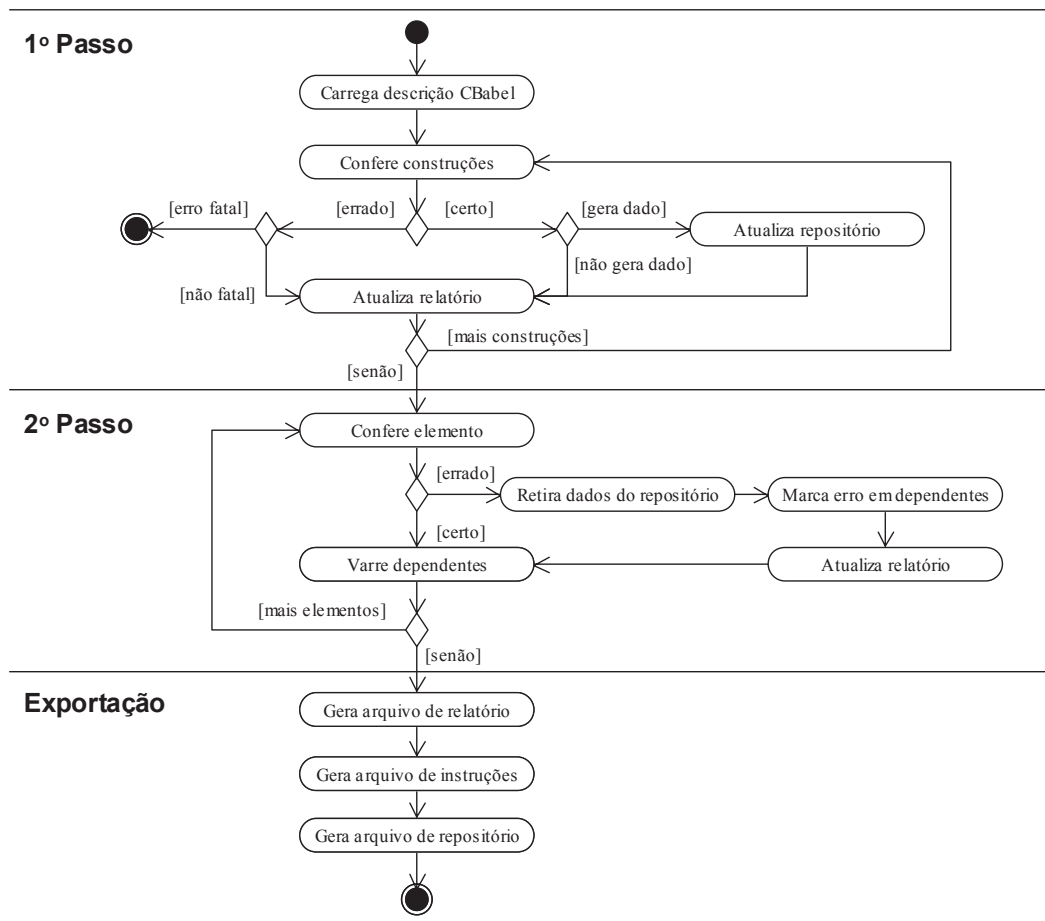 1º Passo
Carrega descrição CBabel
Confere construções
[erro fatal]
[errado]
[certo]
[gera dado]
Atualiza repositório
[não gera dado]
[não fatal]
Atualiza relatório
[mais construções]
[senão]
2º Passo
Confere elemento
[errado]
Retira dados do repositório
Marca erro em dependentes
[certo]
Varre dependentes
Atualiza relatório
[mais elementos]
[senão]
Exportação
Gera arquivo de relatório
Gera arquivo de instruções
Gera arquivo de repositório